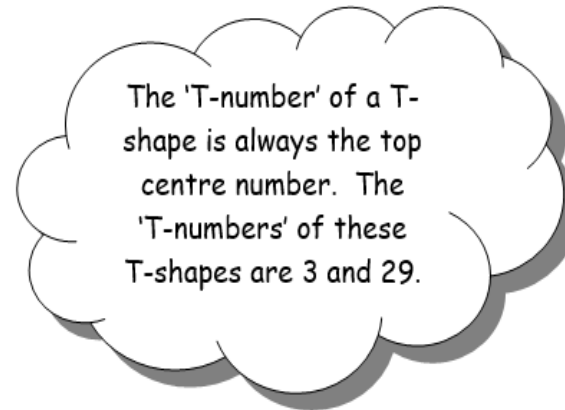 The ‘T-number’ of a T-
shape is always the top
centre number.  The
‘T-numbers’ of these
T-shapes are 3 and 29.